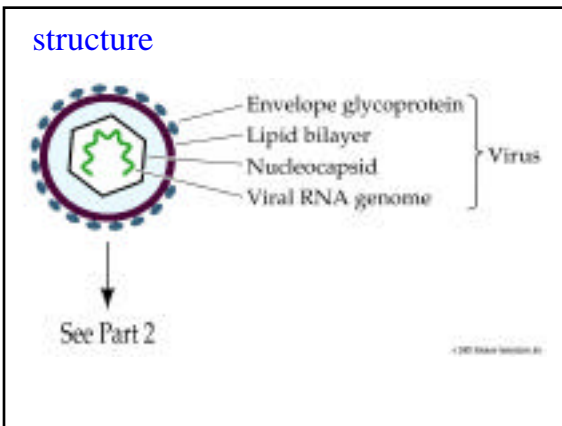 structure
Envelope glycoprotein
Lipid bilayer
Nucleocapsid
Viral RNA genome
Virus
See Part 2